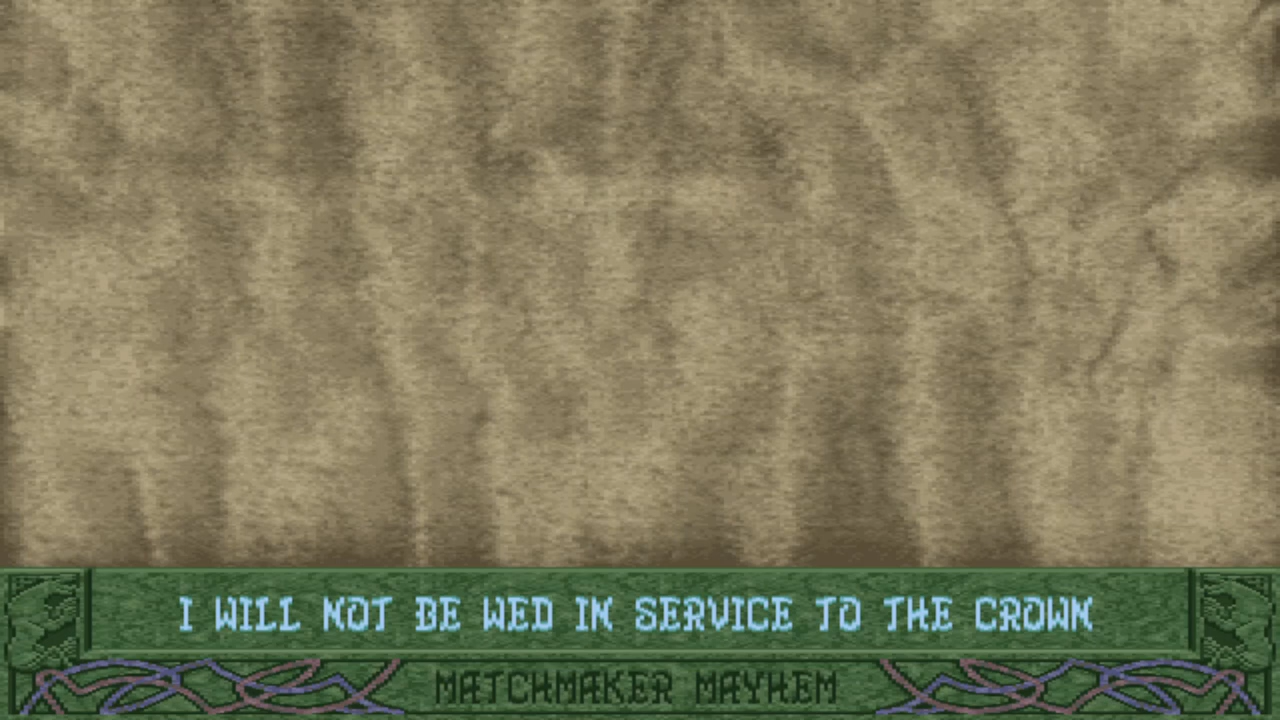 I WILL NOT BE WED IN SERVICE TO THE CROWN
MATCHMAKER MAYHEM